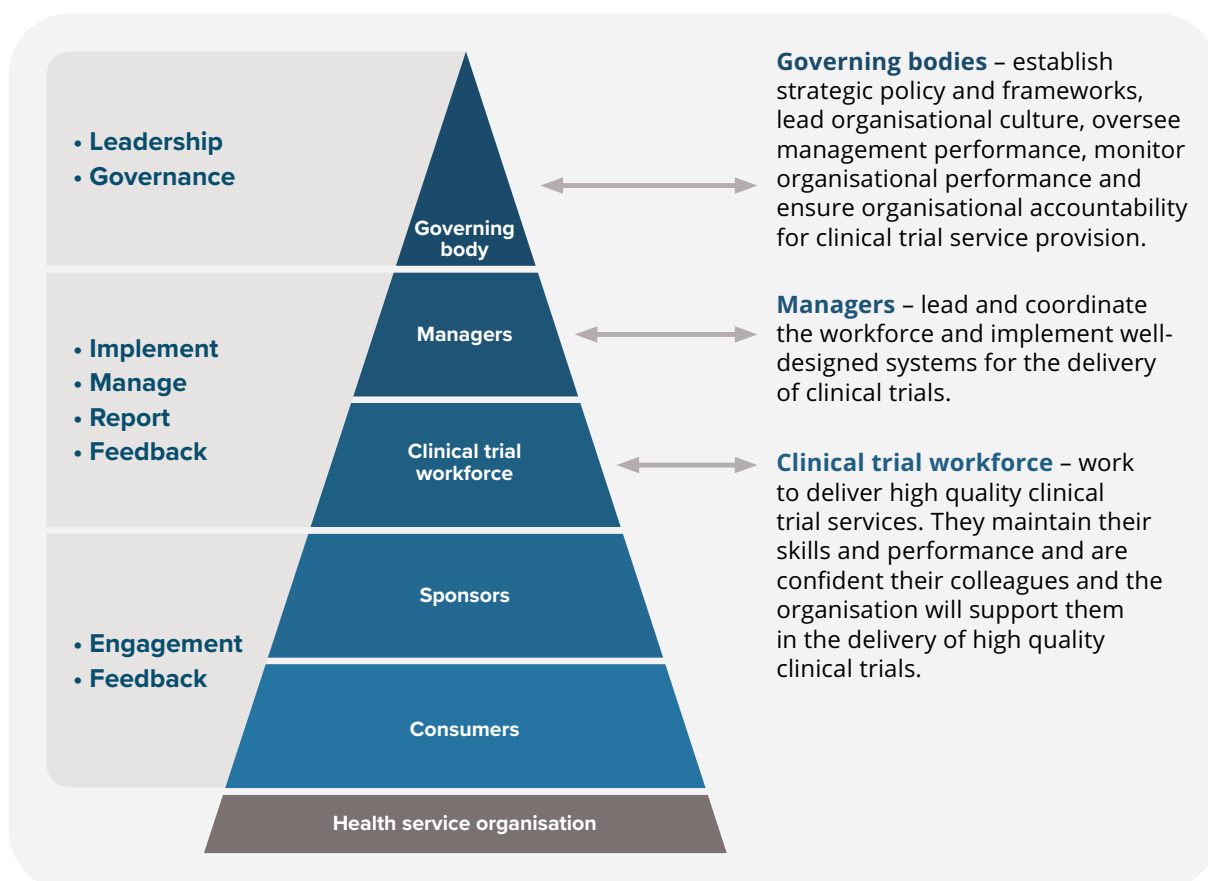 • Leadership
• Governance
• Implement
• Manage
• Report
• Feedback
• Engagement
• Feedback
Governing
body
Managers
Clinical trial
workforce
Sponsors
Consumers
Health service organisation
Governing bodies – establish
strategic policy and frameworks,
lead organisational culture, oversee
management performance, monitor
organisational performance and
ensure organisational accountability
for clinical trial service provision.
Managers – lead and coordinate
the workforce and implement well-
designed systems for the delivery
of clinical trials.
Clinical trial workforce – work
to deliver high quality clinical
trial services. They maintain their
skills and performance and are
confident their colleagues and the
organisation will support them
in the delivery of high quality
clinical trials.